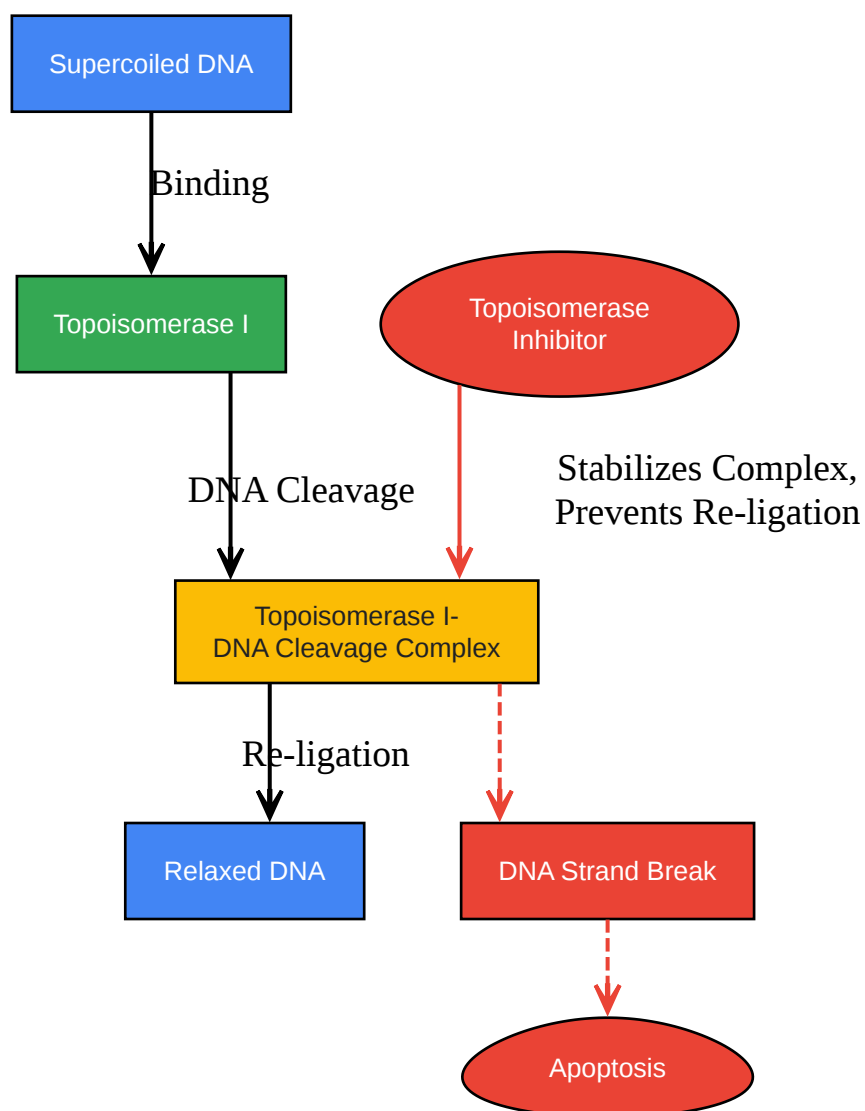 Supercoiled DNA
Binding
Topoisomerase I
Topoisomerase
Inhibitor
DNA Cleavage
Stabilizes Complex,
Prevents Re-ligation
Topoisomerase I-
DNA Cleavage Complex
Re-ligation
Relaxed DNA
DNA Strand Break
Apoptosis